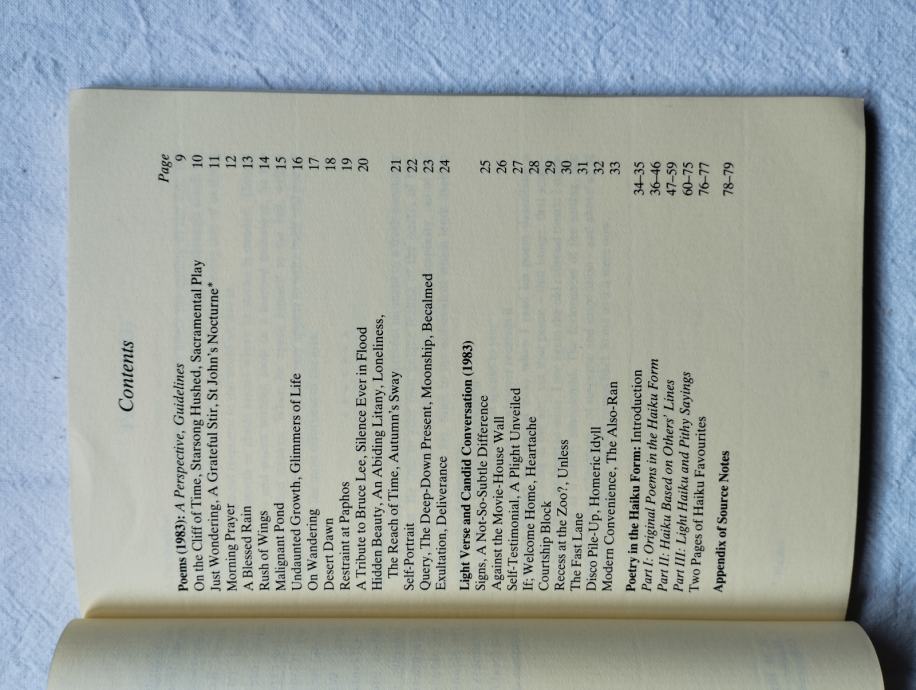 Contents
Page
Poems (1983); A Perspective, Guidelines 9
On the Cliff of Time, Starsong Hushed, Sacramental Play 10
Just Wondering, A Grateful Stir, St John's Nocturne* 11
Morning Prayer 12
A Blessed Rain 13
Rush of Wings 14
Malignant Pond 15
Undaunted Growth, Glimmers of Life 16
On Wandering 17
Desert Dawn 18
Restraint at Paphos 19
A Tribute to Bruce Lee, Silence Ever in Flood 20
Hidden Beauty, An Abiding Litany, Loneliness,
The Reach of Time, Autumn's Sway 21
Self-Portrait 22
Query, The Deep-Down Present, Moonship, Becalmed 23
Exultation, Deliverance 24
Light Verse and Candid Conversation (1983)
Signs, A Not-So-Subtle Difference 25
Against the Movie-House Wall 26
Self-Testimonial, A Plight Unveiled 27
If; Welcome Home, Heartache 28
Courtship Block 29
Recess at the Zoo?, Unless 30
The Fast Lane 31
Disco Pile-Up, Homeric Idyll 32
Modern Convenience, The Also-Ran 33
Poetry in the Haiku Form: Introduction 34–35
Part I: Original Poems in the Haiku Form 36–46
Part II: Haiku Based on Others' Lines 47–59
Part III: Light Haiku and Pithy Sayings 60–75
Two Pages of Haiku Favourites 76–77
Appendix of Source Notes 78–79